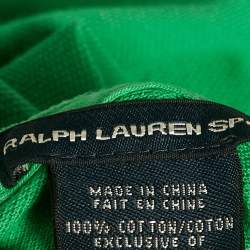 RALPH LAUREN SP
MADE IN CHINA
FAIT EN CHINE
100% COTTON/COTON
EXCLUSIVE OF